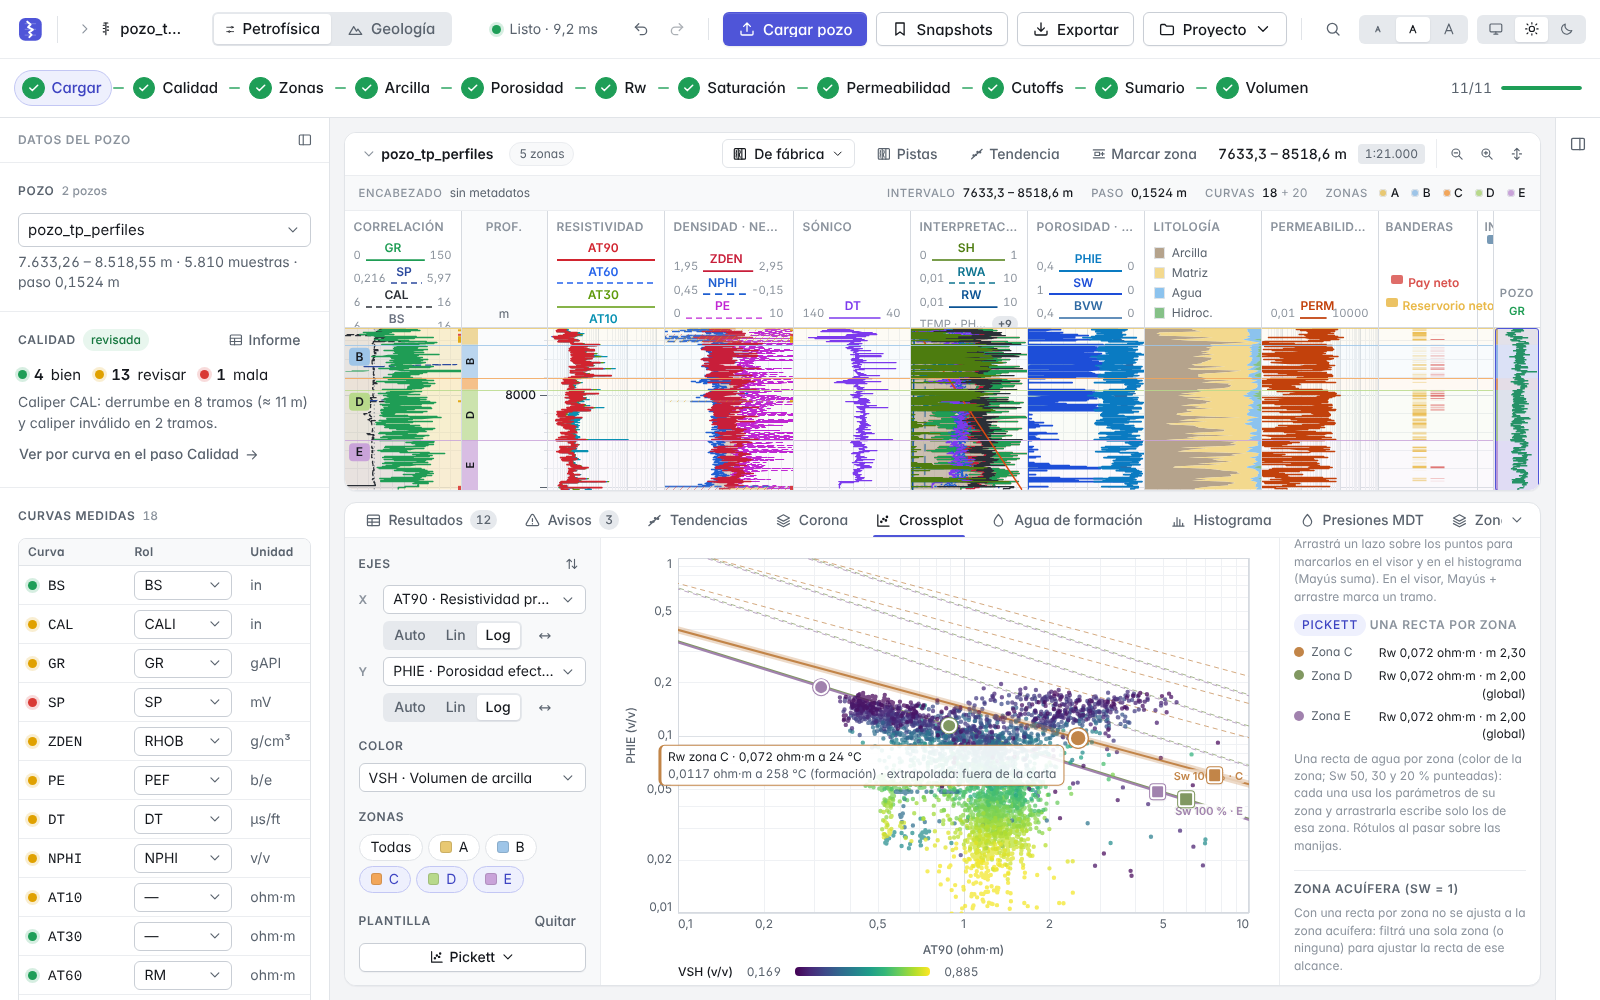 pozo_t...
Petrofísica
Geología
Listo · 9,2 ms
Cargar pozo
Snapshots
Exportar
Proyecto
A A A
Cargar
Calidad
Zonas
Arcilla
Porosidad
Rw
Saturación
Permeabilidad
Cutoffs
Sumario
Volumen
11/11
DATOS DEL POZO
POZO 2 pozos
pozo_tp_perfiles
7.633,26 – 8.518,55 m · 5.810 muestras ·
paso 0,1524 m
CALIDAD revisada Informe
4 bien 13 revisar 1 mala
Caliper CAL: derrumbe en 8 tramos (≈ 11 m)
y caliper inválido en 2 tramos.
Ver por curva en el paso Calidad →
CURVAS MEDIDAS 18
Curva Rol Unidad
BS BS in
CAL CALI in
GR GR gAPI
SP SP mV
ZDEN RHOB g/cm³
PE PEF b/e
DT DT µs/ft
NPHI NPHI v/v
AT10 — ohm·m
AT30 — ohm·m
AT60 RM ohm·m
pozo_tp_perfiles 5 zonas
De fábrica
Pistas
Tendencia
Marcar zona
7633,3 – 8518,6 m 1:21.000
ENCABEZADO sin metadatos
INTERVALO 7633,3 – 8518,6 m PASO 0,1524 m CURVAS 18 + 20 ZONAS A B C D E
CORRELACIÓN
0 GR 150
0,216 SP 5,97
6 CAL 16
6 BS 16
PROF.
m
8000
RESISTIVIDAD
AT90
AT60
AT30
AT10
DENSIDAD · NE...
1,95 ZDEN 2,95
0,45 NPHI -0,15
0 PE 10
SÓNICO
140 DT 40
INTERPRETAC...
0 SH 1
0,01 RWA 10
0,01 RW 10
TEMP · PH +9
POROSIDAD · ...
0,4 PHIE 0
1 SW 0
0,4 BVW 0
LITOLOGÍA
Arcilla
Matriz
Agua
Hidroc.
PERMEABILID...
0,01 PERM 10000
BANDERAS
Pay neto
Reservorio neto
IN
POZO
GR
B
D
E
B
D
E
Resultados 12
Avisos 3
Tendencias
Corona
Crossplot
Agua de formación
Histograma
Presiones MDT
Zon
EJES
X AT90 · Resistividad pr...
Auto Lin Log
Y PHIE · Porosidad efect...
Auto Lin Log
COLOR
VSH · Volumen de arcilla
ZONAS
Todas A B
C D E
PLANTILLA Quitar
Pickett
PHIE (v/v)
1
0,5
0,2
0,1
0,05
0,02
0,01
0,1 0,2 0,5 1 2 5 10
AT90 (ohm·m)
VSH (v/v) 0,169 0,885
Rw zona C · 0,072 ohm·m a 24 °C
0,0117 ohm·m a 258 °C (formación) · extrapolada: fuera de la carta
Sw 100 % · C
Sw 100 % · E
Arrastrá un lazo sobre los puntos para
marcarlos en el visor y en el histograma
(Mayús suma). En el visor, Mayús +
arrastre marca un tramo.
PICKETT UNA RECTA POR ZONA
Zona C Rw 0,072 ohm·m · m 2,30
Zona D Rw 0,072 ohm·m · m 2,00
(global)
Zona E Rw 0,072 ohm·m · m 2,00
(global)
Una recta de agua por zona (color de la
zona; Sw 50, 30 y 20 % punteadas):
cada una usa los parámetros de su
zona y arrastrarla escribe solo los de
esa zona. Rótulos al pasar sobre las
manijas.
ZONA ACUÍFERA (SW = 1)
Con una recta por zona no se ajusta a la
zona acuífera: filtrá una sola zona (o
ninguna) para ajustar la recta de ese
alcance.